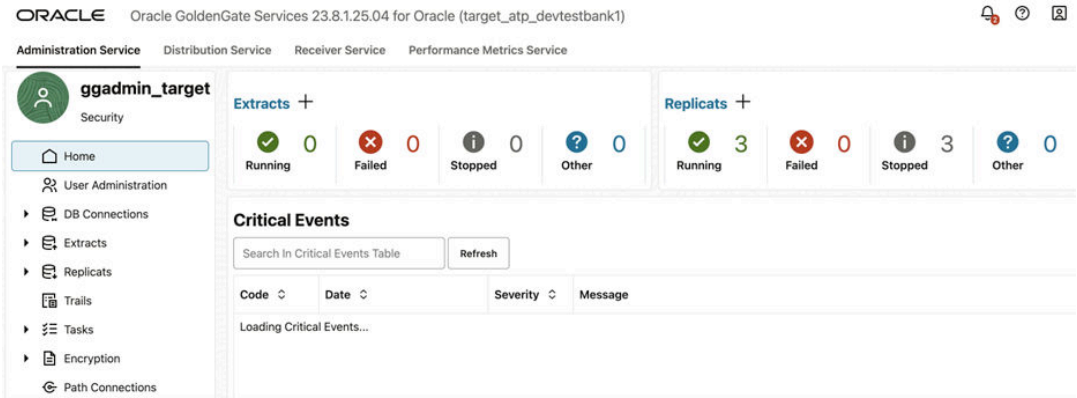 ORACLE Oracle GoldenGate Services 23.8.1.25.04 for Oracle (target_atp_devtestbank1)
Administration Service Distribution Service Receiver Service Performance Metrics Service
ggadmin_target
Security
Home
User Administration
DB Connections
Extracts
Replicats
Trails
Tasks
Encryption
Path Connections
Extracts
0 0 0 0
Running Failed Stopped Other
Replicats
3 0 3 0
Running Failed Stopped Other
Critical Events
Search In Critical Events Table Refresh
Code Date Severity Message
Loading Critical Events...